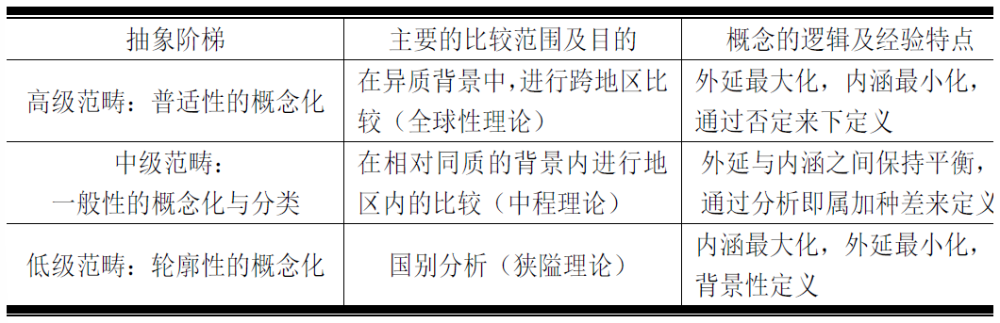 抽象阶梯
主要的比较范围及目的
概念的逻辑及经验特点
高级范畴：普适性的概念化
在异质背景中，进行跨地区比
较（全球性理论）
外延最大化，内涵最小化，
通过否定来下定义
中级范畴：
一般性的概念化与分类
在相对同质的背景内进行地
区内的比较（中程理论）
外延与内涵之间保持平衡，
通过分析即属加种差来定义
低级范畴：轮廓性的概念化
国别分析（狭隘理论）
内涵最大化，外延最小化，
背景性定义